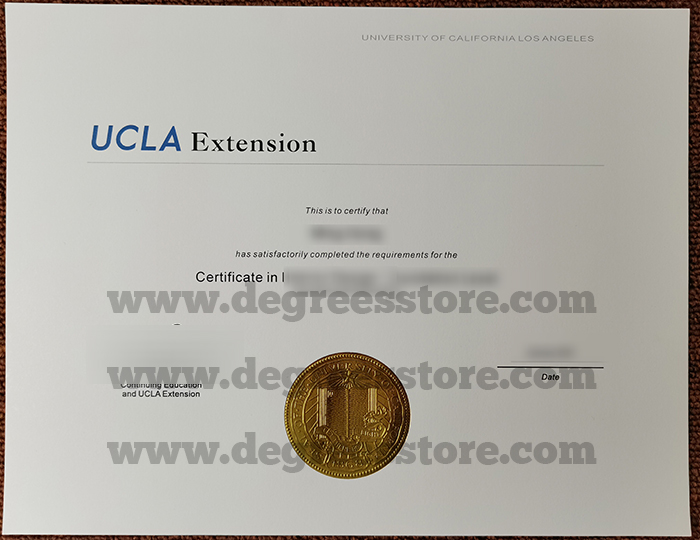 UNIVERSITY OF CALIFORNIA LOS ANGELES
UCLA Extension
This is to certify that
has satisfactorily completed the requirements for the
Certificate in
www.degreesstore.com
www.degreesstore.com
Date
Continuing Education
and UCLA Extension
www.degreesstore.com